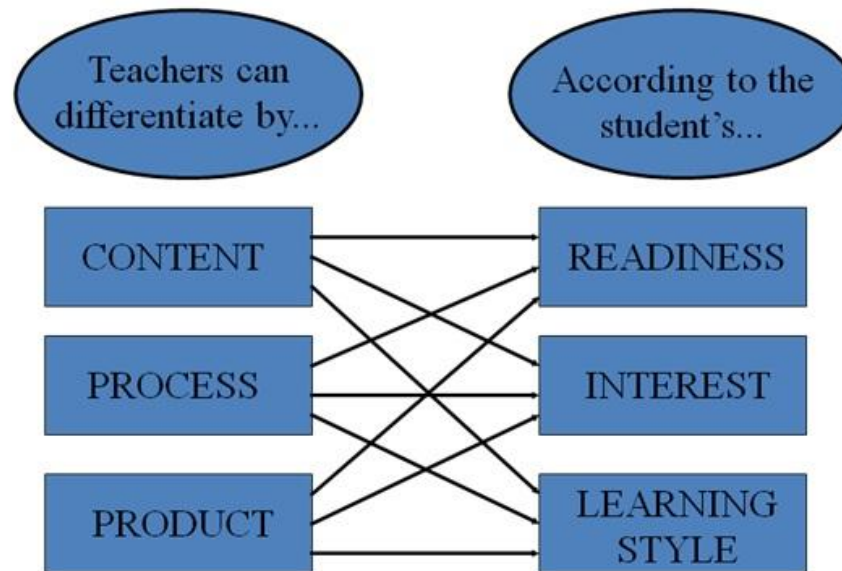 Teachers can
differentiate by...
According to the
student's...
CONTENT
READINESS
PROCESS
INTEREST
PRODUCT
LEARNING
STYLE